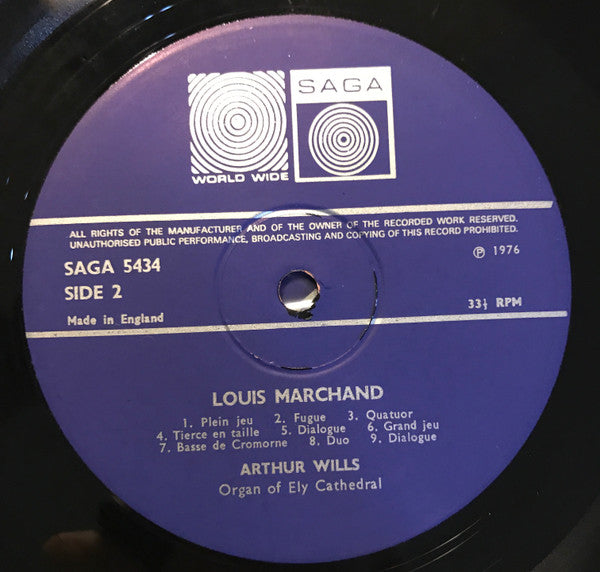 SAGA
WORLD WIDE
ALL RIGHTS OF THE MANUFACTURER AND OF THE OWNER OF THE RECORDED WORK RESERVED.
UNAUTHORISED PUBLIC PERFORMANCE, BROADCASTING AND COPYING OF THIS RECORD PROHIBITED.
SAGA 5434
℗ 1976
SIDE 2
Made in England
33⅓ RPM
LOUIS MARCHAND
1. Plein jeu 2. Fugue 3. Quatuor
4. Tierce en taille 5. Dialogue 6. Grand jeu
7. Basse de Cromorne 8. Duo 9. Dialogue
ARTHUR WILLS
Organ of Ely Cathedral